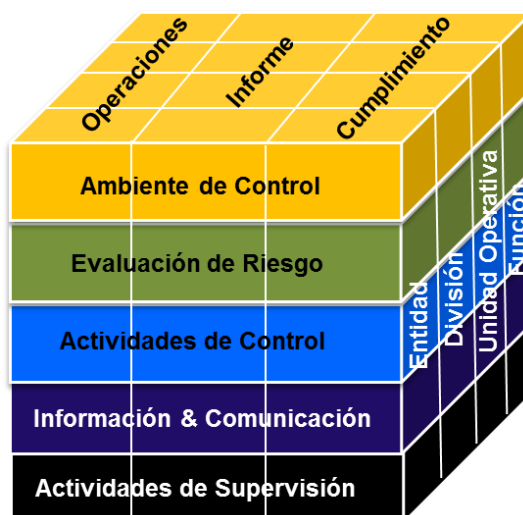 Operaciones
Informe
Cumplimiento
Ambiente de Control
Evaluación de Riesgo
Actividades de Control
Información & Comunicación
Actividades de Supervisión
Entidad
División
Unidad Operativa
Función